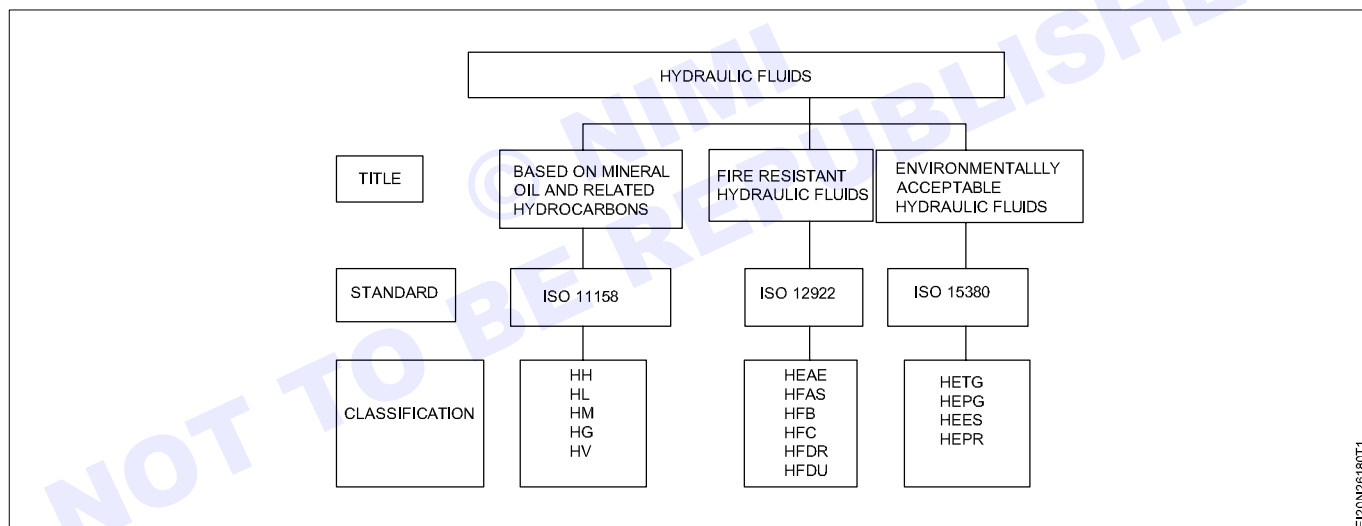 HYDRAULIC FLUIDS
TITLE
BASED ON MINERAL
OIL AND RELATED
HYDROCARBONS
FIRE RESISTANT
HYDRAULIC FLUIDS
ENVIRONMENTALLLY
ACCEPTABLE
HYDRAULIC FLUIDS
STANDARD
ISO 11158
ISO 12922
ISO 15380
CLASSIFICATION
HH
HL
HM
HG
HV
HEAE
HFAS
HFB
HFC
HFDR
HFDU
HETG
HEPG
HEES
HEPR
© NIMI
NOT TO BE REPUBLISHE